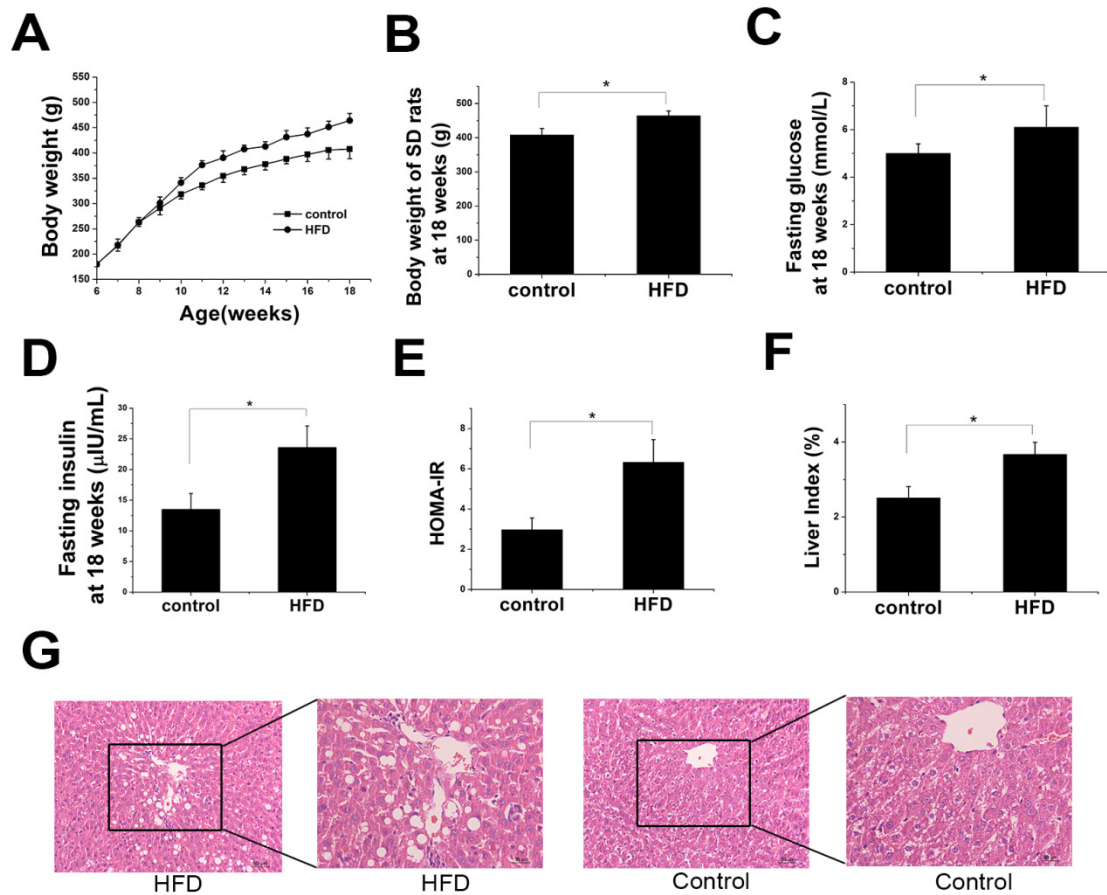 A
Body weight (g)
550
500
450
400
350
300
250
200
150
6
8
10
12
14
16
18
control
HFD
Age(weeks)
B
Body weight of SD rats
at 18 weeks (g)
500
400
300
200
100
0
*
control
HFD
C
Fasting glucose
at 18 weeks (mmol/L)
8
6
4
2
0
*
control
HFD
D
Fasting insulin
at 18 weeks (µIU/mL)
30
25
20
15
10
5
0
*
control
HFD
E
HOMA-IR
8
6
4
2
0
*
control
HFD
F
Liver Index (%)
4
2
0
*
control
HFD
G
HFD
HFD
Control
Control